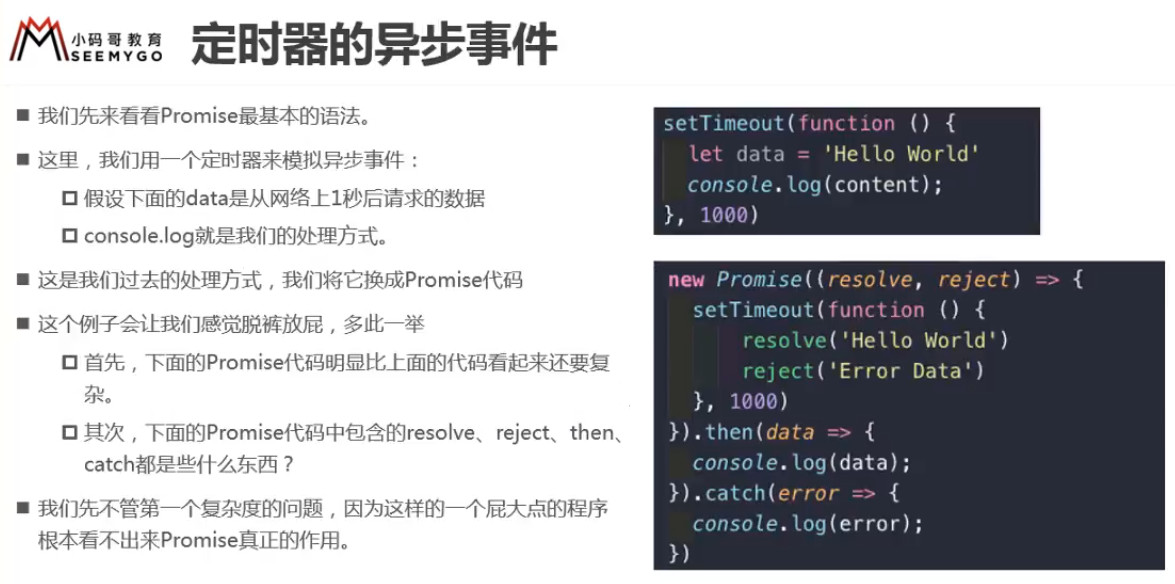 小码哥教育
SEEMYGO
定时器的异步事件
我们先来看看Promise最基本的语法。
这里，我们用一个定时器来模拟异步事件：
假设下面的data是从网络上1秒后请求的数据
console.log就是我们的处理方式。
这是我们过去的处理方式，我们将它换成Promise代码
这个例子会让我们感觉脱裤放屁，多此一举
首先，下面的Promise代码明显比上面的代码看起来还要复
杂。
其次，下面的Promise代码中包含的resolve、reject、then、
catch都是些什么东西？
我们先不管第一个复杂度的问题，因为这样的一个屁大点的程序
根本看不出来Promise真正的作用。
setTimeout(function () {
let data = 'Hello World'
console.log(content);
}, 1000)
new Promise((resolve, reject) => {
setTimeout(function () {
resolve('Hello World')
reject('Error Data')
}, 1000)
}).then(data => {
console.log(data);
}).catch(error => {
console.log(error);
})